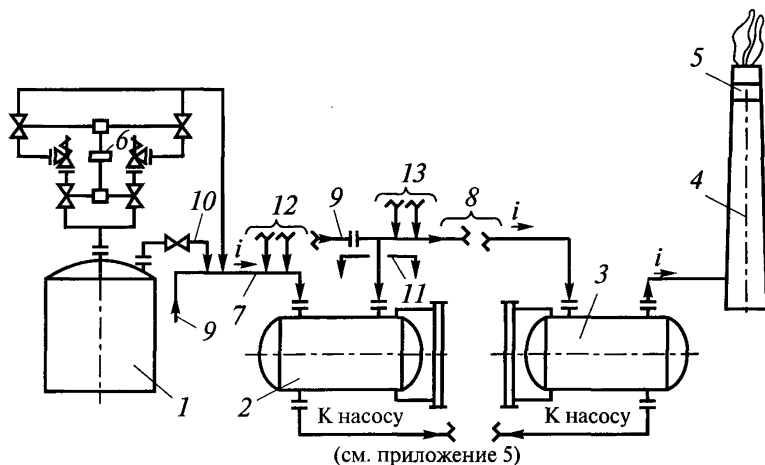 5
6
4
13
8
9
i
12
10
i
i
3
11
7
9
1
2
К насосу
К насосу
(см. приложение 5)